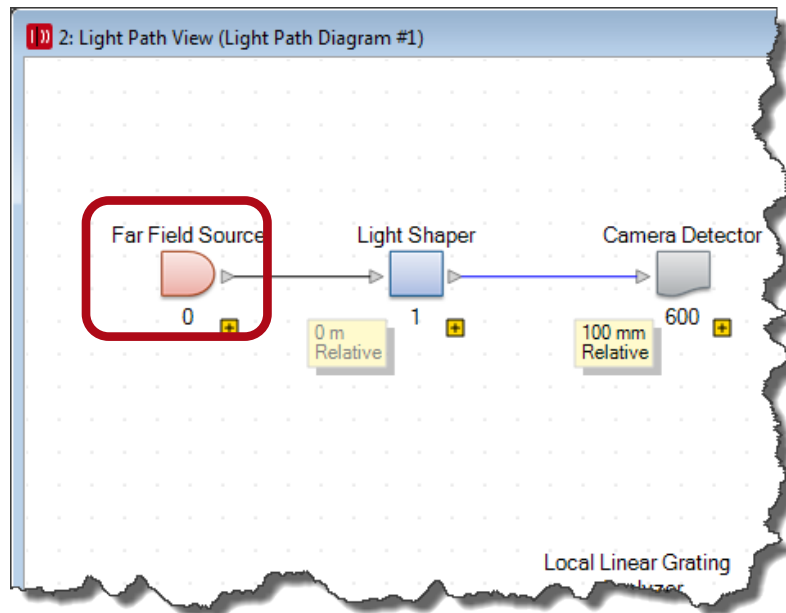 2: Light Path View (Light Path Diagram #1)
Far Field Source
Light Shaper
Camera Detector
0
1
600
0 m
Relative
100 mm
Relative
Local Linear Grating